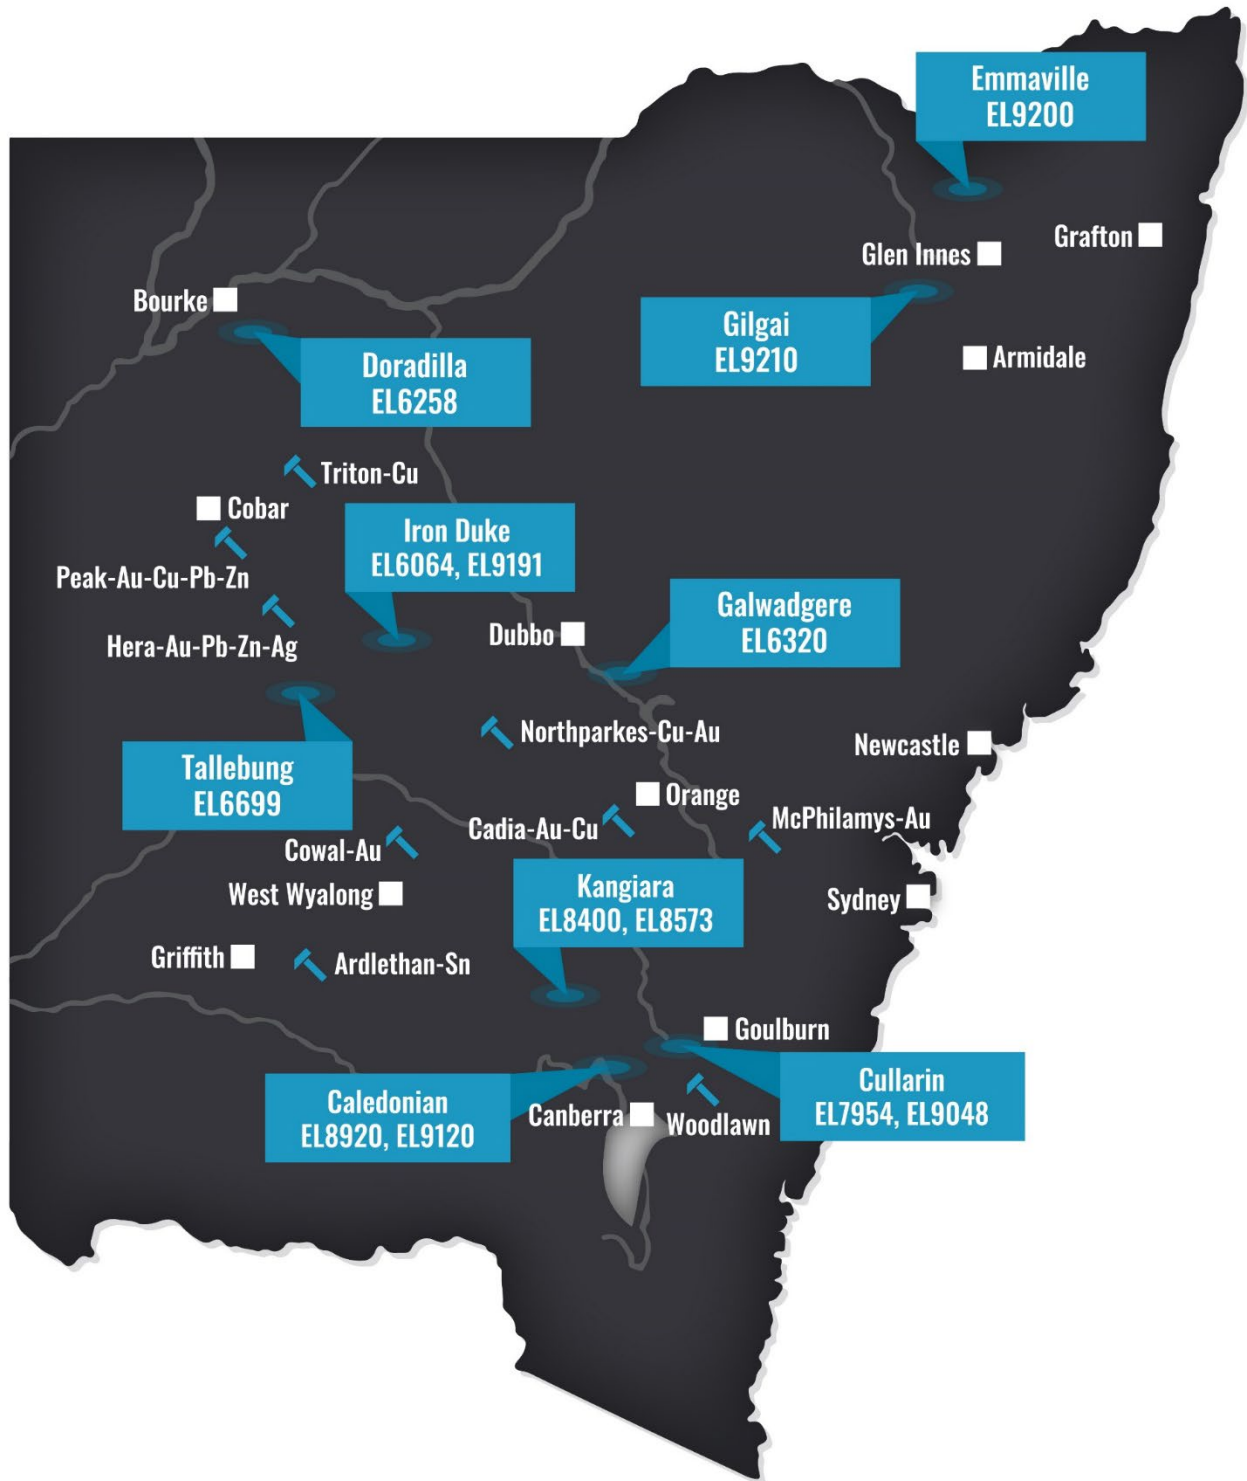 Emmaville
EL9200
Grafton
Glen Innes
Bourke
Gilgai
EL9210
Doradilla
EL6258
Armidale
Triton-Cu
Cobar
Iron Duke
EL6064, EL9191
Peak-Au-Cu-Pb-Zn
Galwadgere
EL6320
Dubbo
Hera-Au-Pb-Zn-Ag
Northparkes-Cu-Au
Newcastle
Tallebung
EL6699
Orange
McPhilamys-Au
Cadia-Au-Cu
Cowal-Au
Kangiara
EL8400, EL8573
West Wyalong
Sydney
Griffith
Ardlethan-Sn
Goulburn
Cullarin
EL7954, EL9048
Caledonian
EL8920, EL9120
Canberra
Woodlawn